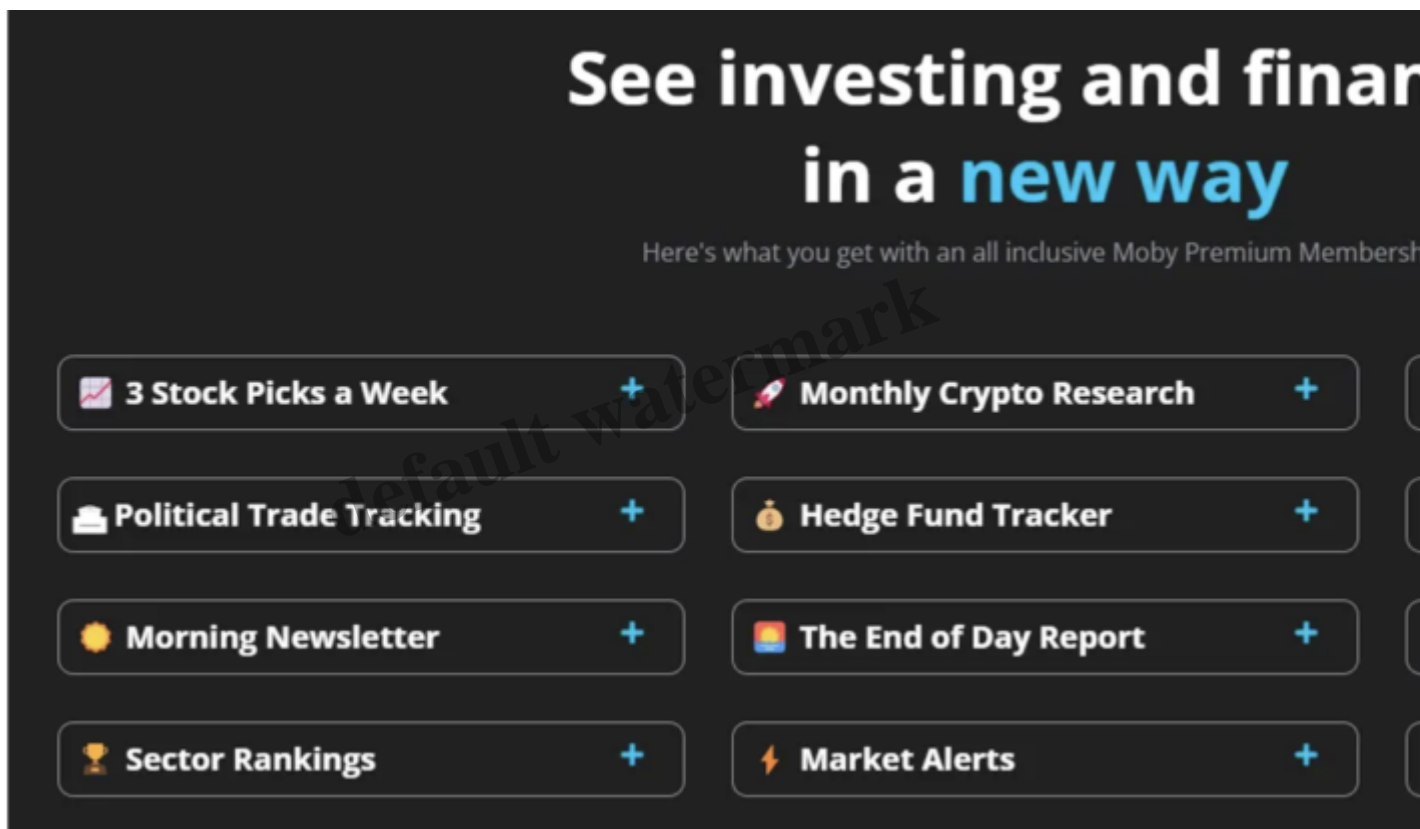 See investing and finan
in a new way
Here's what you get with an all inclusive Moby Premium Membersh
3 Stock Picks a Week +
Monthly Crypto Research +
Political Trade Tracking +
Hedge Fund Tracker +
Morning Newsletter +
The End of Day Report +
Sector Rankings +
Market Alerts +
default watermark